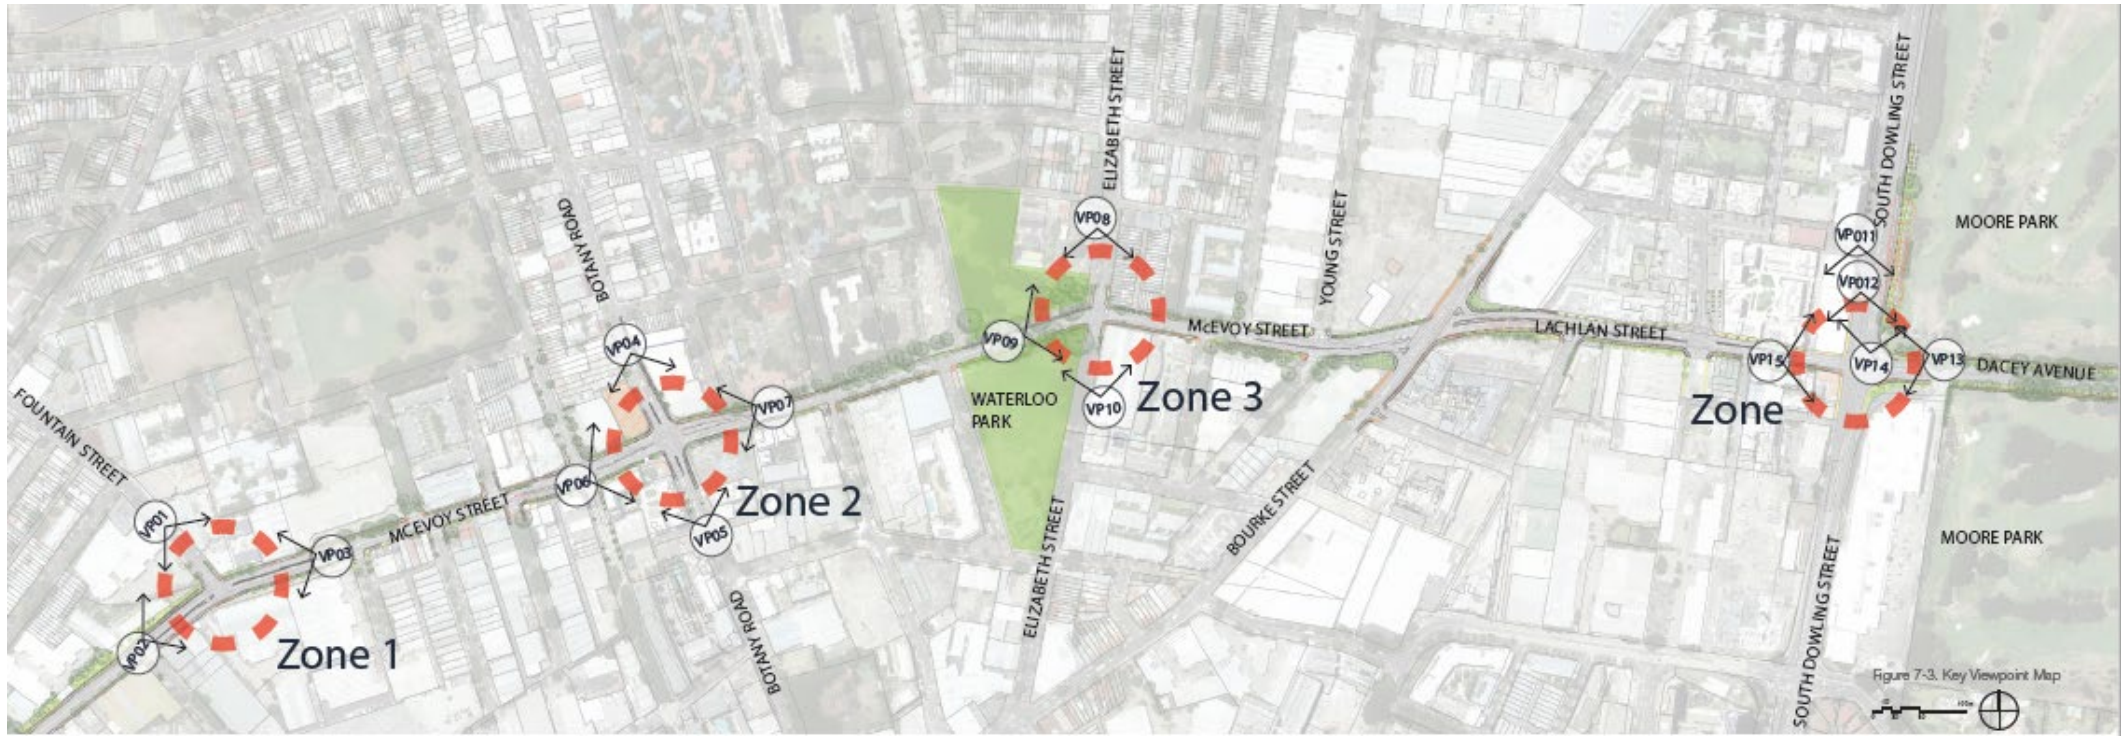 ELIZABETH STREET
SOUTH DOWLING STREET
BOTANY ROAD
VP08
YOUNG STREET
MOORE PARK
VP011
VP012
VP04
VP09
McEVOY STREET
LACHLAN STREET
VP15
VP14
VP13
DACEY AVENUE
FOUNTAIN STREET
VP07
WATERLOO
PARK
VP10
Zone 3
Zone
VP06
Zone 2
VP01
MCEVOY STREET
VP05
BOURKE STREET
VP03
MOORE PARK
VP02
Zone 1
BOTANY ROAD
ELIZABETH STREET
SOUTH DOWLING STREET
Figure 7-3. Key Viewpoint Map